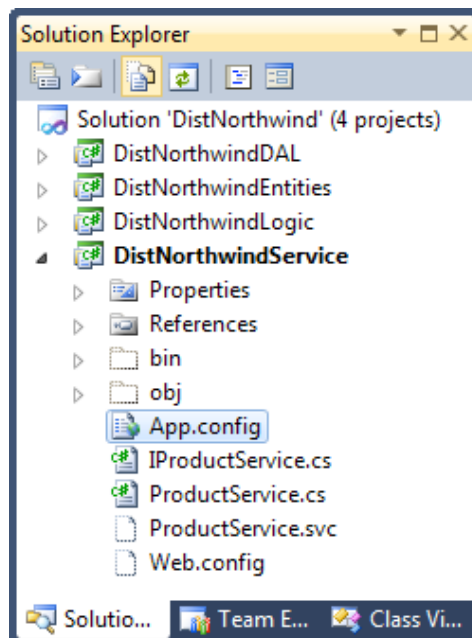 Solution Explorer
Solution 'DistNorthwind' (4 projects)
DistNorthwindDAL
DistNorthwindEntities
DistNorthwindLogic
DistNorthwindService
Properties
References
bin
obj
App.config
IProductService.cs
ProductService.cs
ProductService.svc
Web.config
Solutio... Team E... Class Vi...